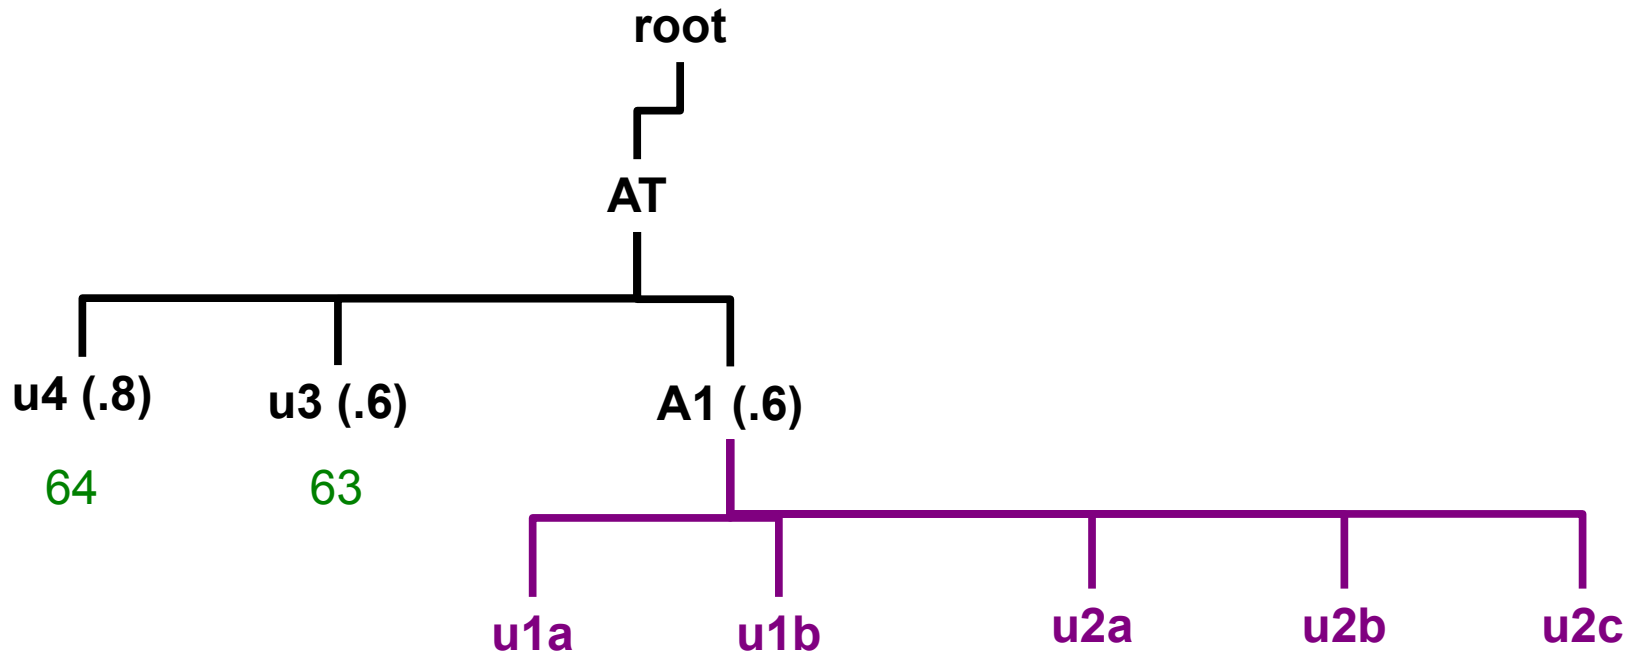 root
AT
u4 (.8)
u3 (.6)
A1 (.6)
64
63
u1a
u1b
u2a
u2b
u2c